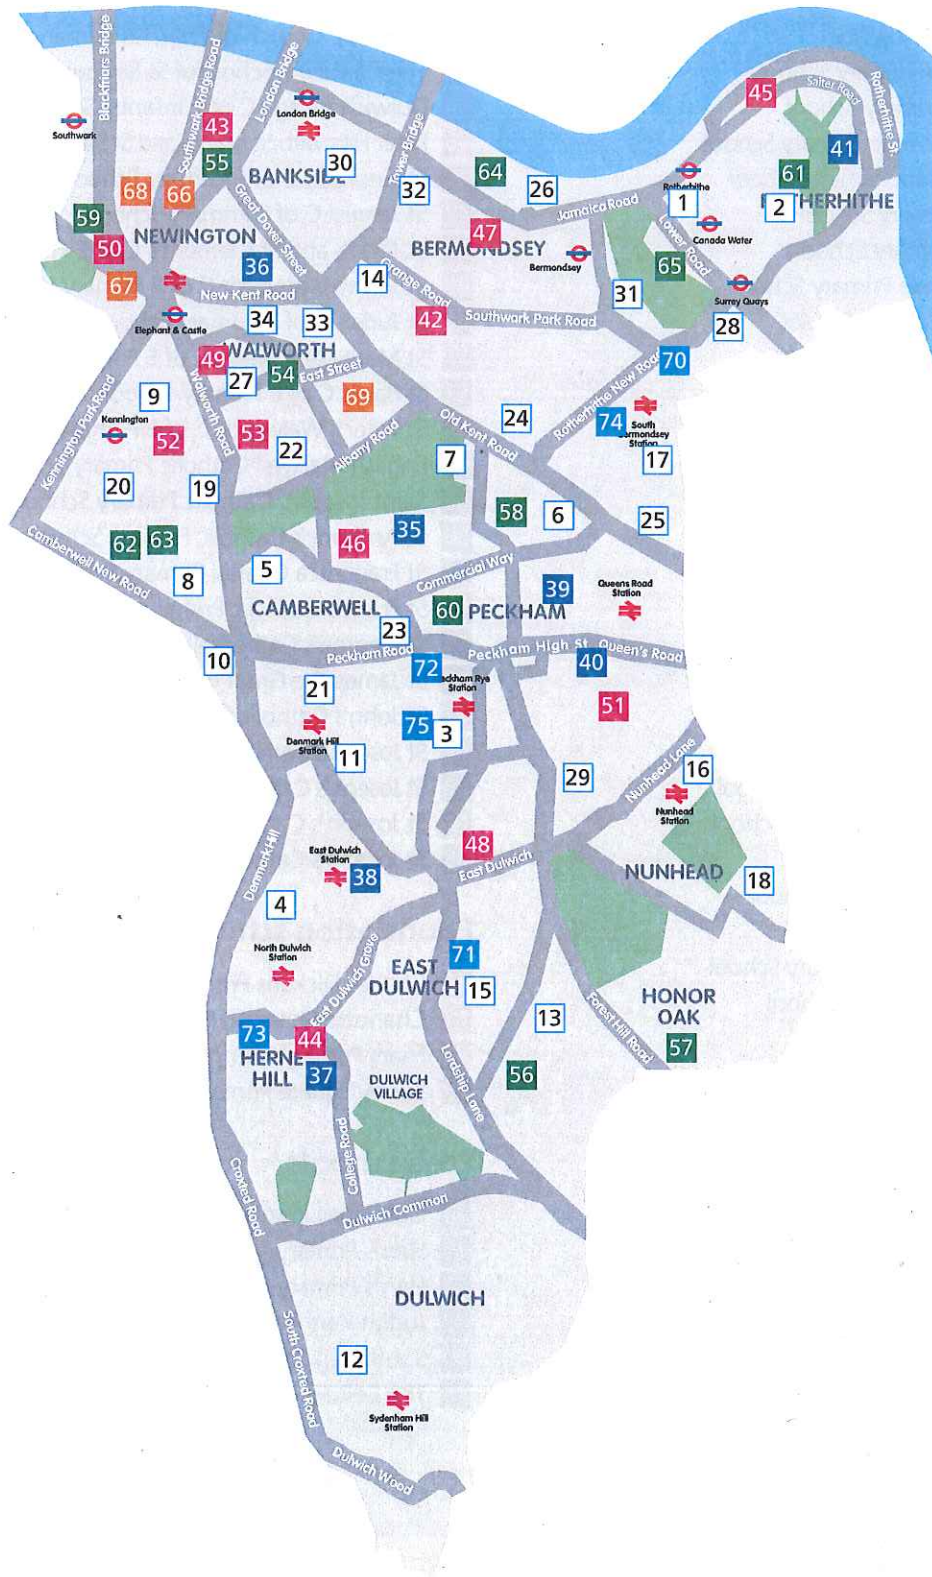 Blackfriars Bridge
Southwark Bridge Road
London Bridge
45
Salter Road
Rotherhithe St.
London Bridge
Southwark
43
Tower Bridge
41
55
30
BANKSIDE
64
61
Rotherhithe
68
66
32
26
1
2
ROTHERHITHE
59
Great Dover Street
Jamaica Road
Lower Road
Canada Water
NEWINGTON
47
50
BERMONDSEY
Bermondsey
36
65
67
14
Grange Road
Surrey Quays
New Kent Road
31
Elephant & Castle
34
33
42
Southwark Park Road
28
WALWORTH
49
54
East Street
70
27
Rotherhithe New Road
9
69
Kennington Park Road
Walworth Road
24
South
Bermondsey
Station
74
Kennington
52
53
Albany Road
Old Kent Road
22
7
17
20
19
58
6
25
62
63
46
35
Camberwell New Road
5
Commercial Way
8
39
Queens Road
Station
CAMBERWELL
60
PECKHAM
23
10
Peckham Road
Peckham High St.
Queen's Road
72
40
21
Peckham Rye
Station
51
75
3
Denmark Hill
Station
11
29
Nunhead Lane
16
Nunhead
Station
48
Denmark Hill
East Dulwich
Station
38
East Dulwich
NUNHEAD
18
4
North Dulwich
Station
East Dulwich Grove
71
EAST
DULWICH
15
HONOR
OAK
13
Forest Hill Road
73
44
57
HERNE
HILL
37
DULWICH
VILLAGE
Lordship Lane
56
College Road
Croxted Road
Dulwich Common
DULWICH
South Croxted Road
12
Sydenham Hill
Station
Dulwich Wood